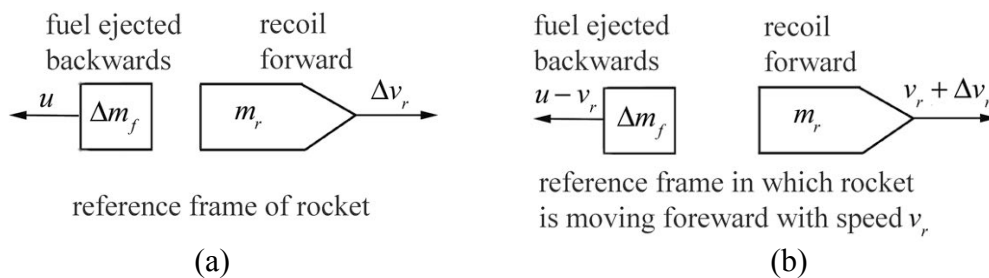 fuel ejected
backwards
recoil
forward
u
Δm_f
m_r
Δv_r
reference frame of rocket
(a)
fuel ejected
backwards
recoil
forward
u − v_r
Δm_f
m_r
v_r + Δv_r
reference frame in which rocket
is moving foreward with speed v_r
(b)